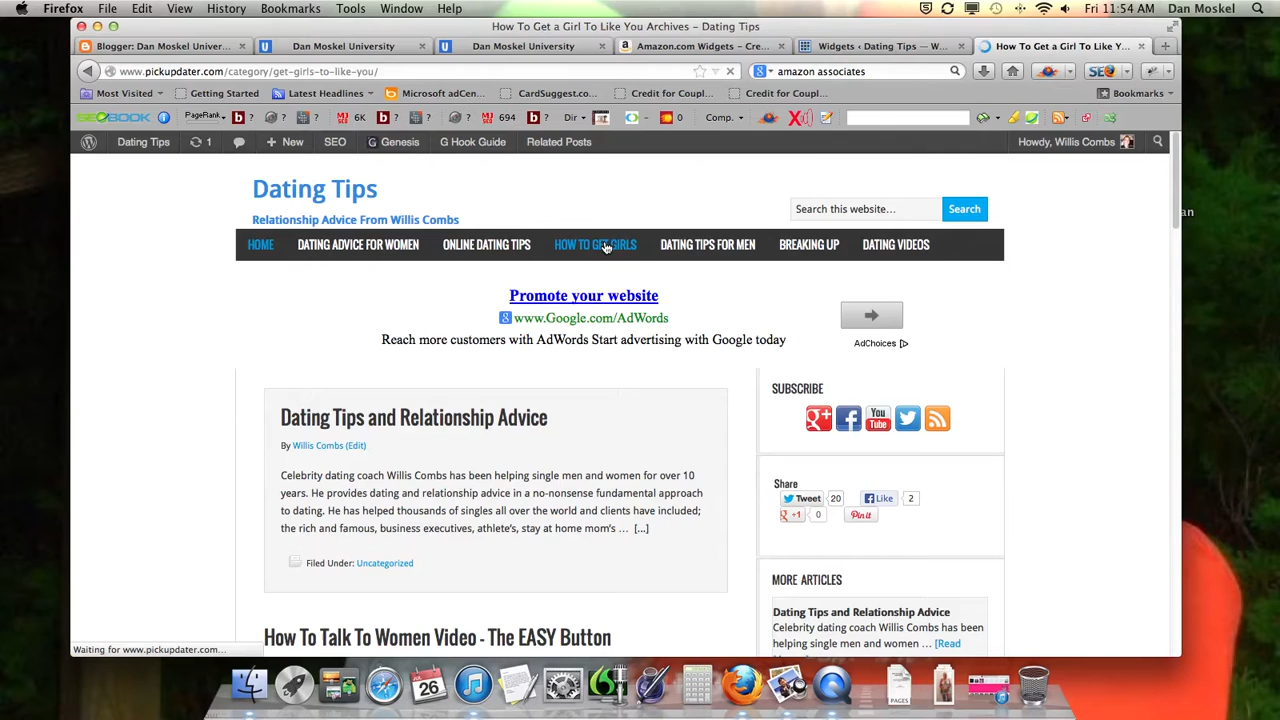 Firefox File Edit View History Bookmarks Tools Window Help Fri 11:54 AM Dan Moskel
How To Get a Girl To Like You Archives – Dating Tips
Blogger: Dan Moskel Univer... Dan Moskel University Dan Moskel University Amazon.com Widgets – Cre... Widgets ‹ Dating Tips — W... How To Get a Girl To Like Y...
www.pickupdater.com/category/get-girls-to-like-you/ amazon associates
Most Visited Getting Started Latest Headlines Microsoft adCen... CardSuggest.co... Credit for Coupl... Credit for Coupl... Bookmarks
SEOBOOK PageRank ? ? ? 6K ? ? ? 694 ? Dir 0 Comp.
Dating Tips 1 New SEO Genesis G Hook Guide Related Posts Howdy, Willis Combs
Dating Tips
Relationship Advice From Willis Combs
Search this website... Search
HOME DATING ADVICE FOR WOMEN ONLINE DATING TIPS HOW TO GET GIRLS DATING TIPS FOR MEN BREAKING UP DATING VIDEOS
Promote your website
www.Google.com/AdWords
Reach more customers with AdWords Start advertising with Google today
AdChoices
Dating Tips and Relationship Advice
By Willis Combs (Edit)
Celebrity dating coach Willis Combs has been helping single men and women for over 10
years. He provides dating and relationship advice in a no-nonsense fundamental approach
to dating. He has helped thousands of singles all over the world and clients have included;
the rich and famous, business executives, athlete's, stay at home mom's … [...]
Filed Under: Uncategorized
How To Talk To Women Video - The EASY Button
SUBSCRIBE
You Tube
Share
Tweet 20 Like 2
+1 0 Pin it
MORE ARTICLES
Dating Tips and Relationship Advice
Celebrity dating coach Willis Combs has been
helping single men and women … [Read
Waiting for www.pickupdater.com...
26
PAGES